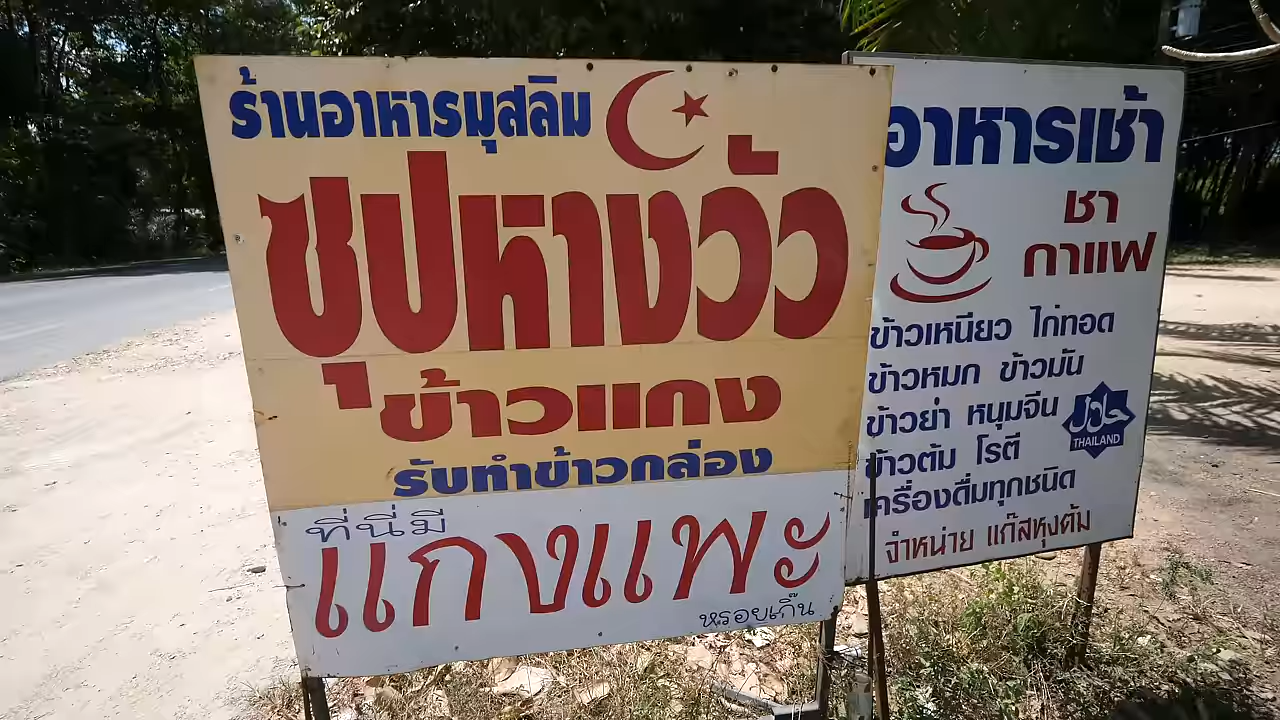 ร้านอาหารมุสลิม
ซุปหางวัว
ข้าวแกง
รับทำข้าวกล่อง
ที่นี่มี
แกงแพะ
หรอยเกิ๊น
อาหารเช้า
ชา
กาแฟ
ข้าวเหนียว ไก่ทอด
ข้าวหมก ข้าวมัน
ข้าวยำ หนุมจีน
ข้าวต้ม โรตี
เครื่องดื่มทุกชนิด
حلال
THAILAND
จำหน่าย แก๊สหุงต้ม